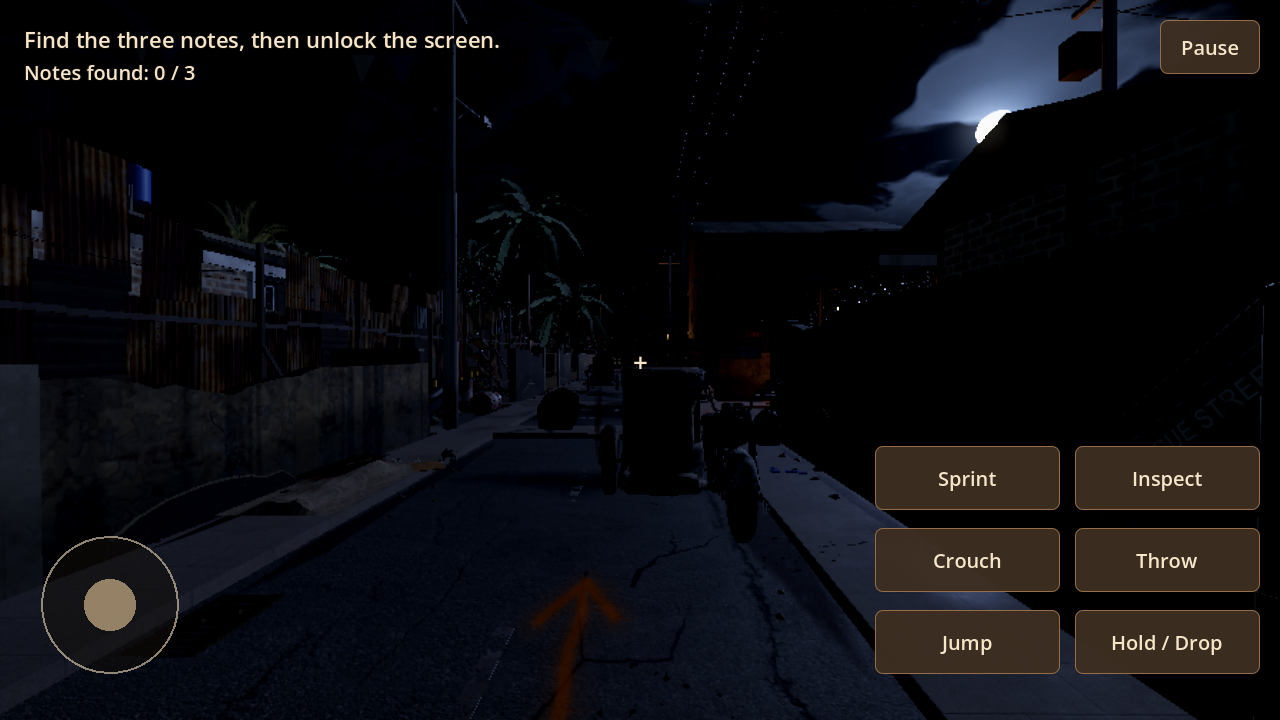 Find the three notes, then unlock the screen.
Notes found: 0 / 3
Pause
Sprint
Inspect
Crouch
Throw
Jump
Hold / Drop